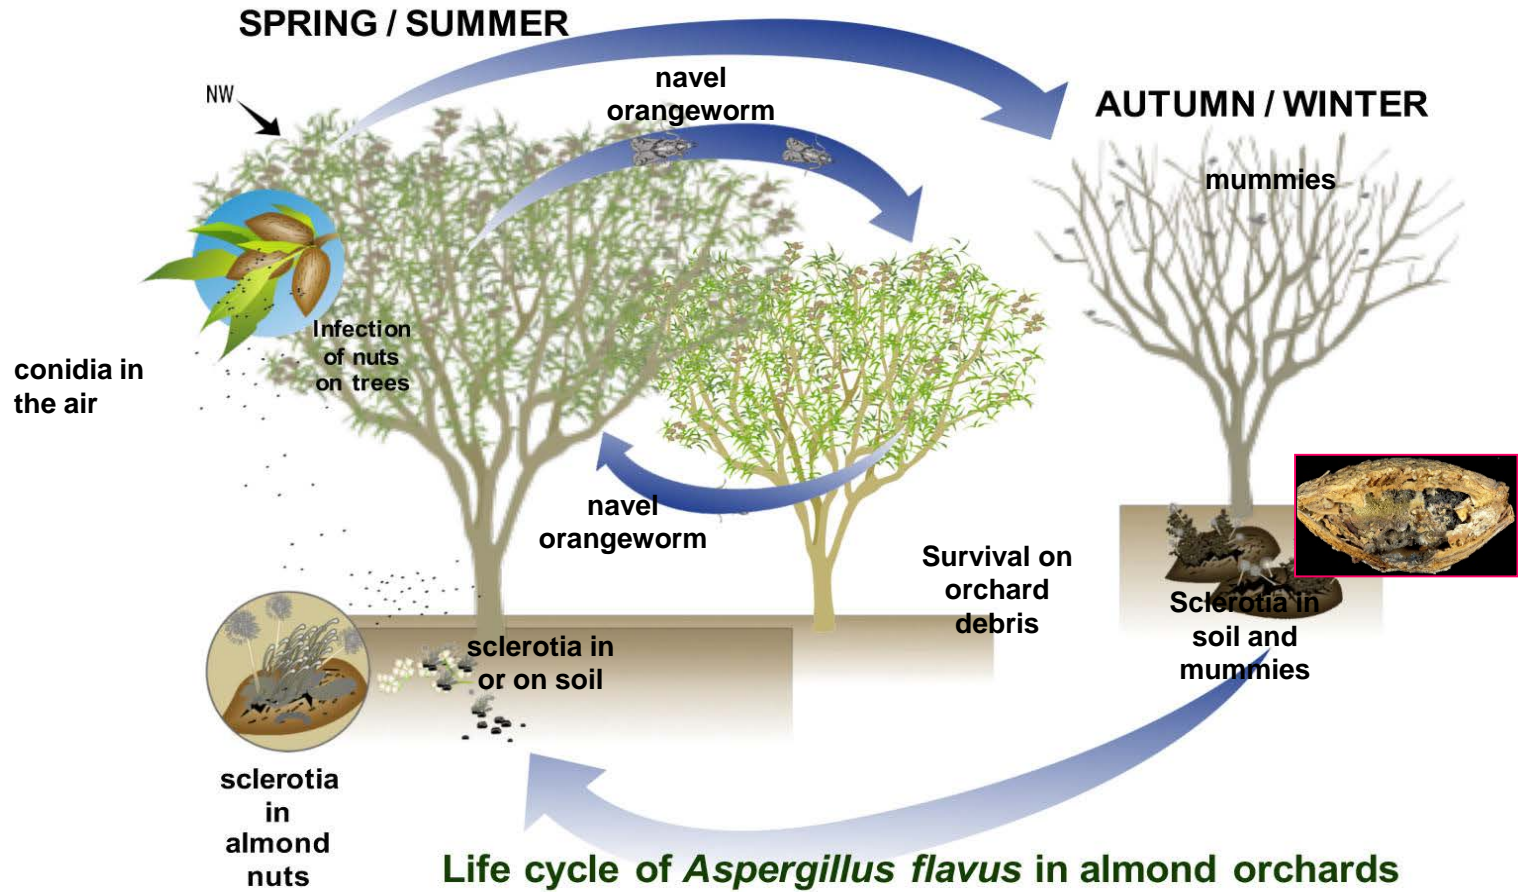 SPRING / SUMMER
NW
navel
orangeworm
AUTUMN / WINTER
mummies
Infection
of nuts
on trees
conidia in
the air
navel
orangeworm
Survival on
orchard
debris
Sclerotia in
soil and
mummies
sclerotia in
or on soil
sclerotia
in
almond
nuts
Life cycle of Aspergillus flavus in almond orchards